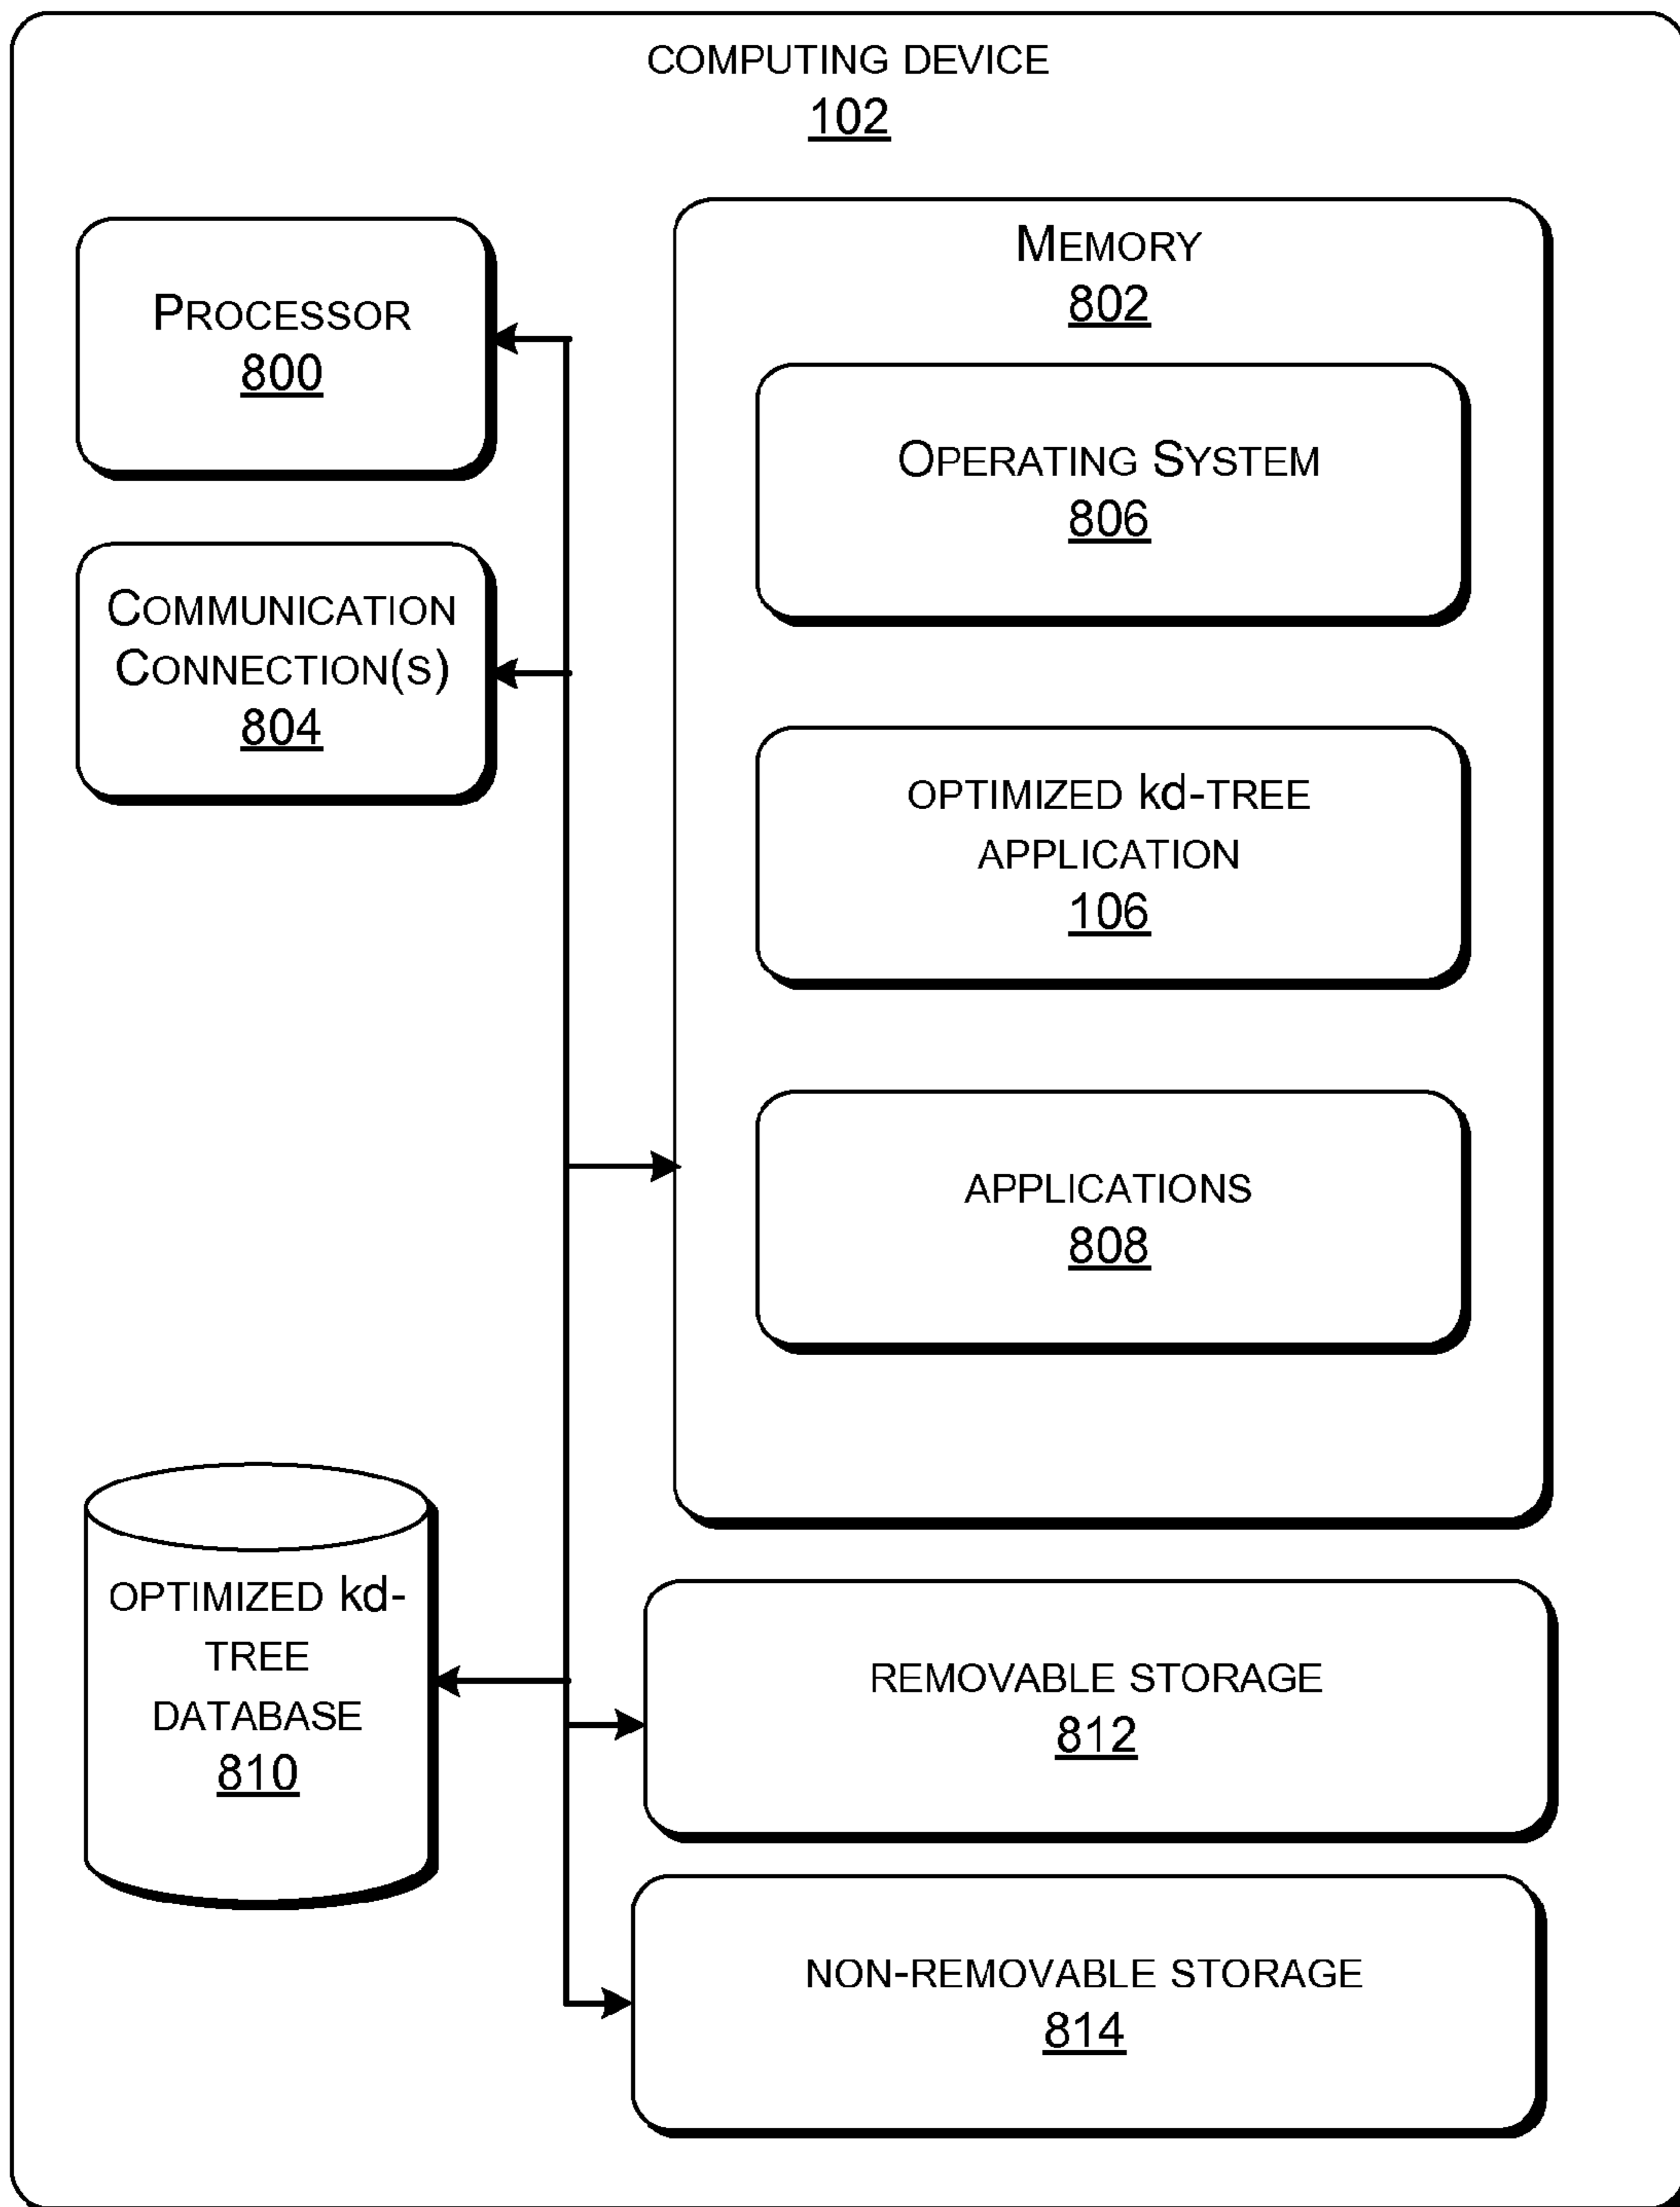 COMPUTING DEVICE
102
PROCESSOR
800
COMMUNICATION
CONNECTION(S)
804
MEMORY
802
OPERATING SYSTEM
806
OPTIMIZED kd-TREE
APPLICATION
106
APPLICATIONS
808
OPTIMIZED kd-
TREE
DATABASE
810
REMOVABLE STORAGE
812
NON-REMOVABLE STORAGE
814